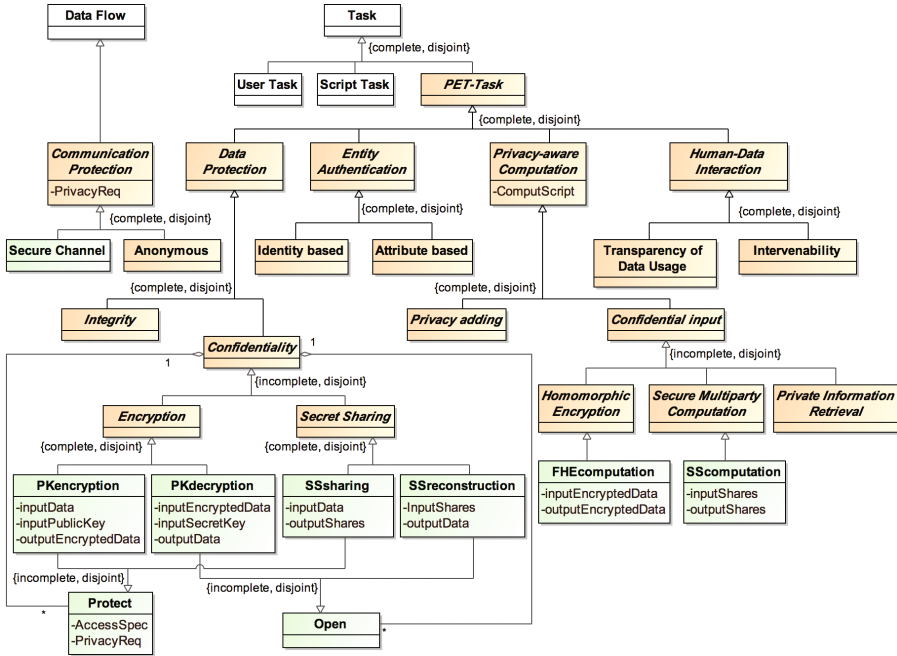 Data Flow
Task
{complete, disjoint}
User Task
Script Task
PET-Task
{complete, disjoint}
Communication
Protection
-PrivacyReq
Data
Protection
Entity
Authentication
Privacy-aware
Computation
-ComputScript
Human-Data
Interaction
{complete, disjoint}
{complete, disjoint}
{complete, disjoint}
Secure Channel
Anonymous
Identity based
Attribute based
Transparency of
Data Usage
Intervenability
{complete, disjoint}
{complete, disjoint}
Integrity
Privacy adding
Confidential input
Confidentiality
1
1
{incomplete, disjoint}
{incomplete, disjoint}
Encryption
Secret Sharing
Homomorphic
Encryption
Secure Multiparty
Computation
Private Information
Retrieval
{complete, disjoint}
{complete, disjoint}
PKencryption
-inputData
-inputPublicKey
-outputEncryptedData
PKdecryption
-inputEncryptedData
-inputSecretKey
-outputData
SSsharing
-inputData
-outputShares
SSreconstruction
-InputShares
-outputData
FHEcomputation
-inputEncryptedData
-outputEncryptedData
SScomputation
-inputShares
-outputShares
{incomplete, disjoint}
{incomplete, disjoint}
Protect
-AccessSpec
-PrivacyReq
*
Open
*